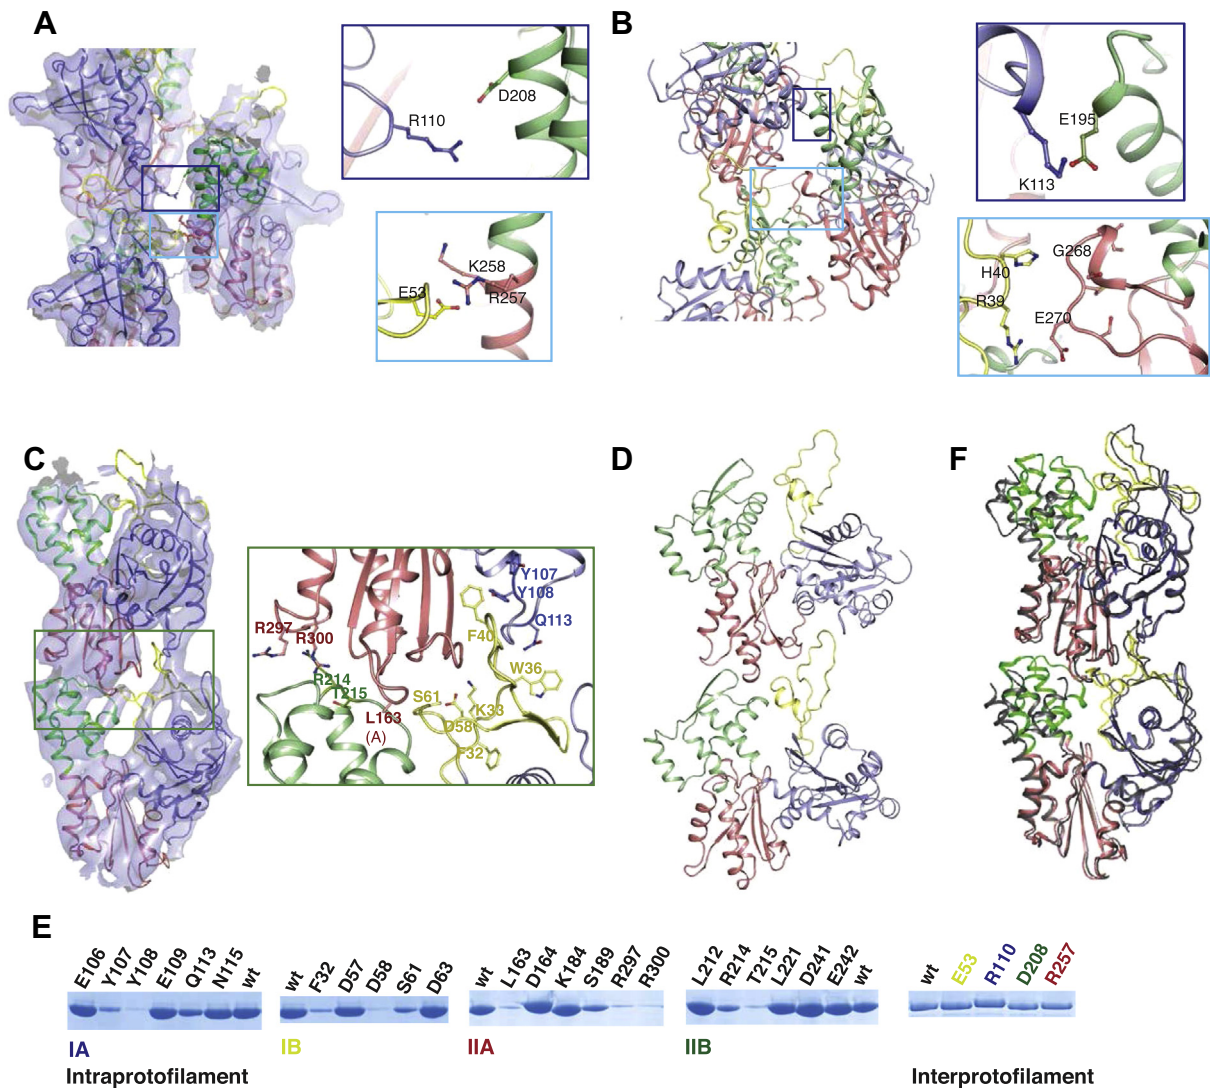 A
D208
R110
K258
E53
R257
B
E195
K113
G268
H40
R39
E270
C
Y107
Y108
Q113
R297
R300
F40
R214
T215
W36
S61
K33
L163
D58
(A)
F32
D
F
E
E106 Y107 Y108 E109 Q113 N115 wt
wt F32 D57 D58 S61 D63
wt L163 D164 K184 S189 R297 R300
L212 R214 T215 L221 D241 E242 wt
wt E53 R110 D208 R257
IA IB IIA IIB
Intraprotofilament Interprotofilament